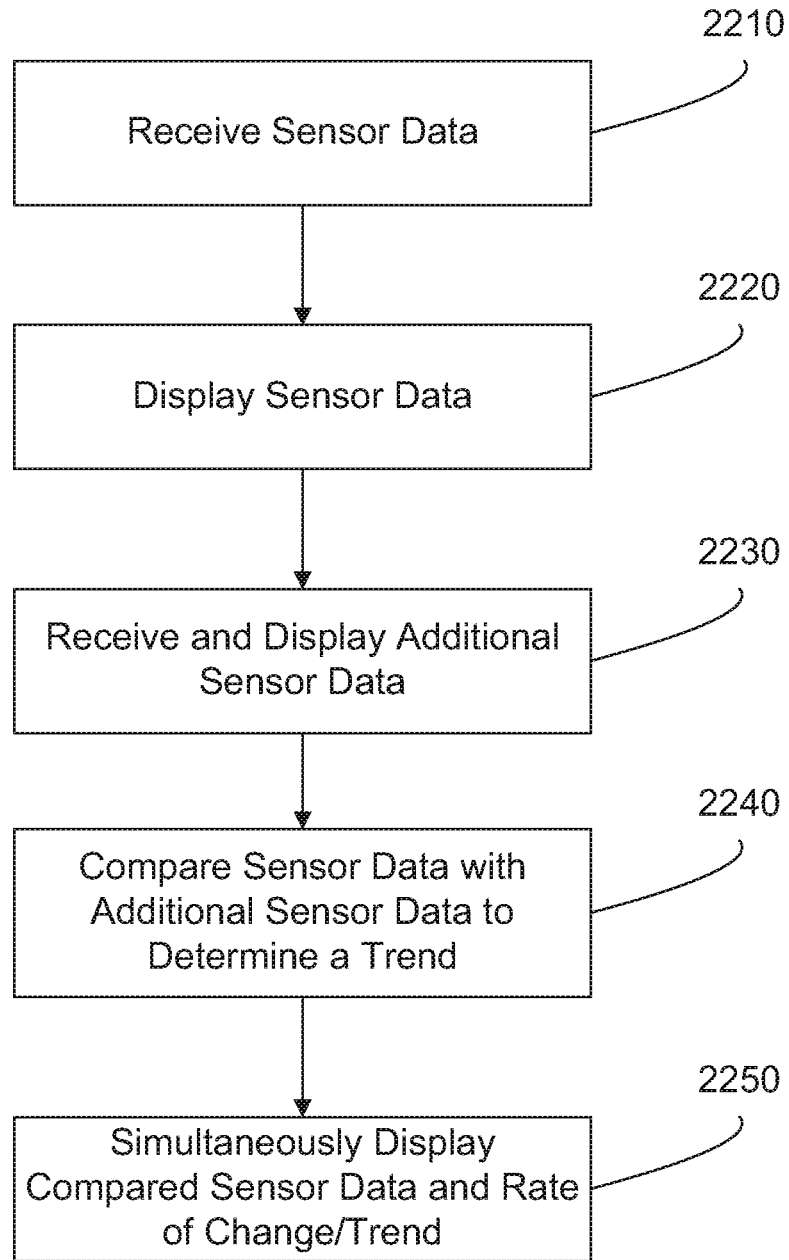 2210
Receive Sensor Data
2220
Display Sensor Data
2230
Receive and Display Additional
Sensor Data
2240
Compare Sensor Data with
Additional Sensor Data to
Determine a Trend
2250
Simultaneously Display
Compared Sensor Data and Rate
of Change/Trend